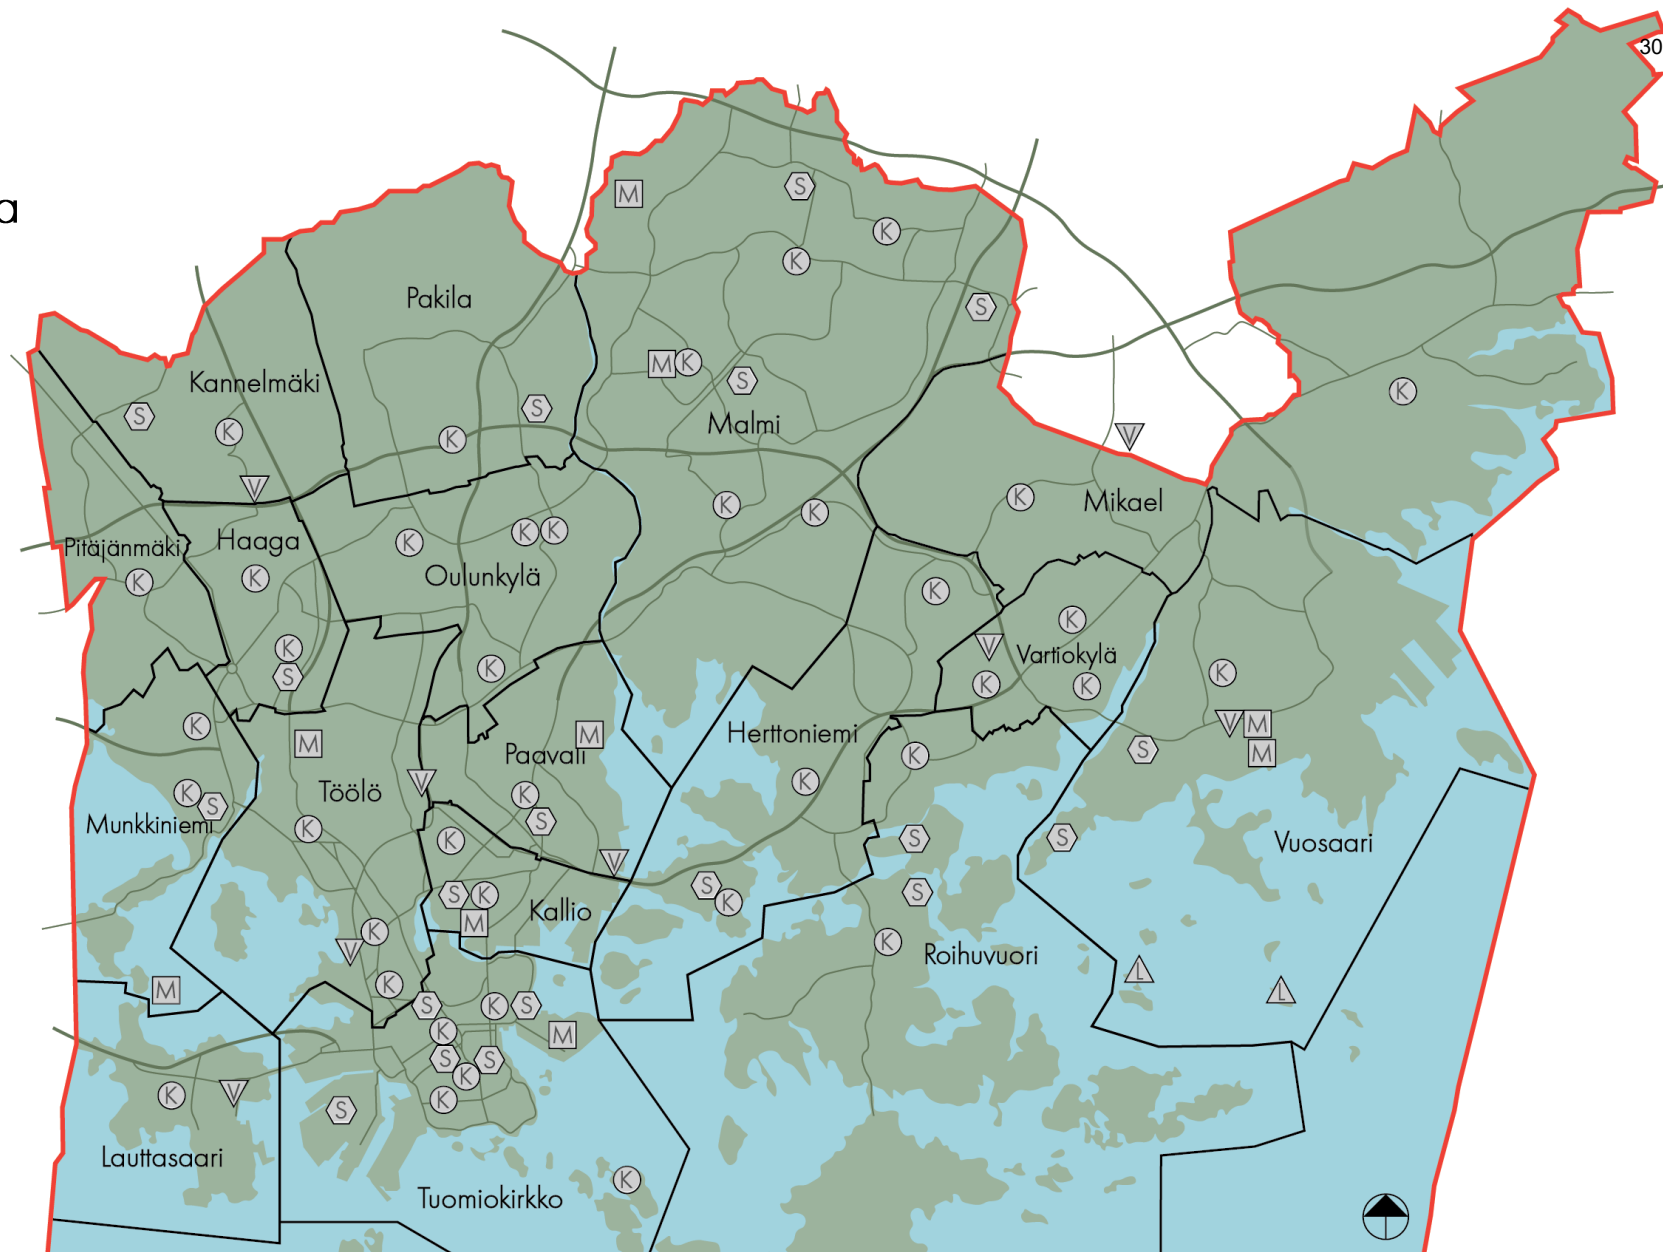 30
a
M
S
K
K
Pakila
S
M K
S
Kannelmäki
K
S
S
K
K
Malmi
V
V
K
Mikael
K
K
K
K K
Haaga
K
Pitäjänmäki
K
K
Oulunkylä
K
K
K
V
Vartiokylä
K
S
K
K
K
K
K
V M
M
Herttoniemi
M
M
Paavali
S
K
M
K
V
Töölö
K
K
S
S
Munkkiniemi
K
K
S
S
Vuosaari
V
S
K
S
K
S
K
M
Kallio
K
V
K
Roihuvuori
M
K
L
L
S
K S
K
M
S
S
K
K
K
V
S
Lauttasaari
K
Tuomiokirkko